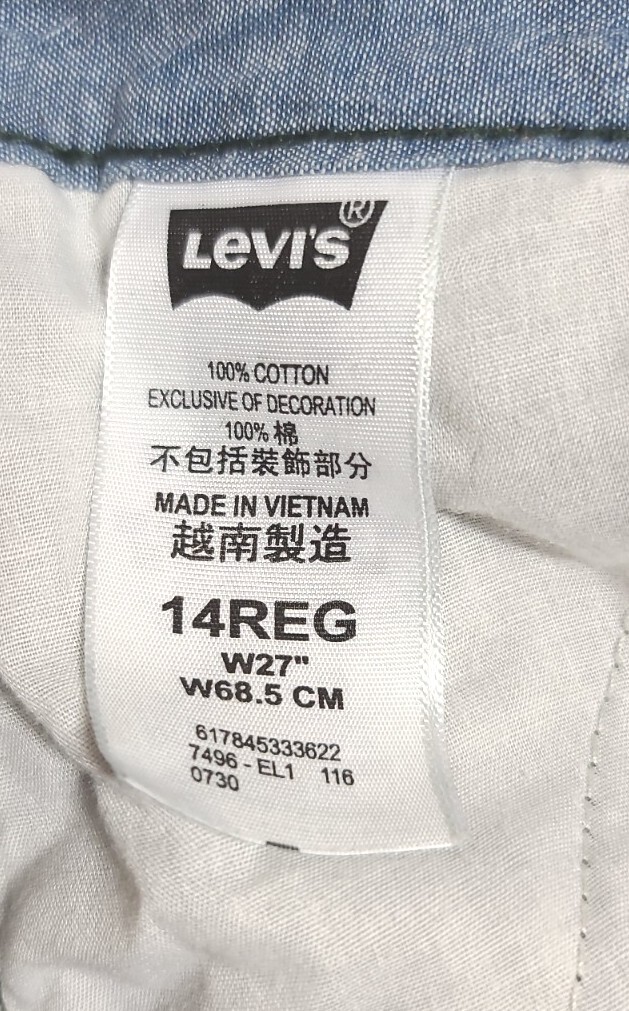 LEVI'S®
100% COTTON
EXCLUSIVE OF DECORATION
100% 棉
不包括裝飾部分
MADE IN VIETNAM
越南製造
14REG
W27"
W68.5 CM
617845333622
7496 - EL1 116
0730